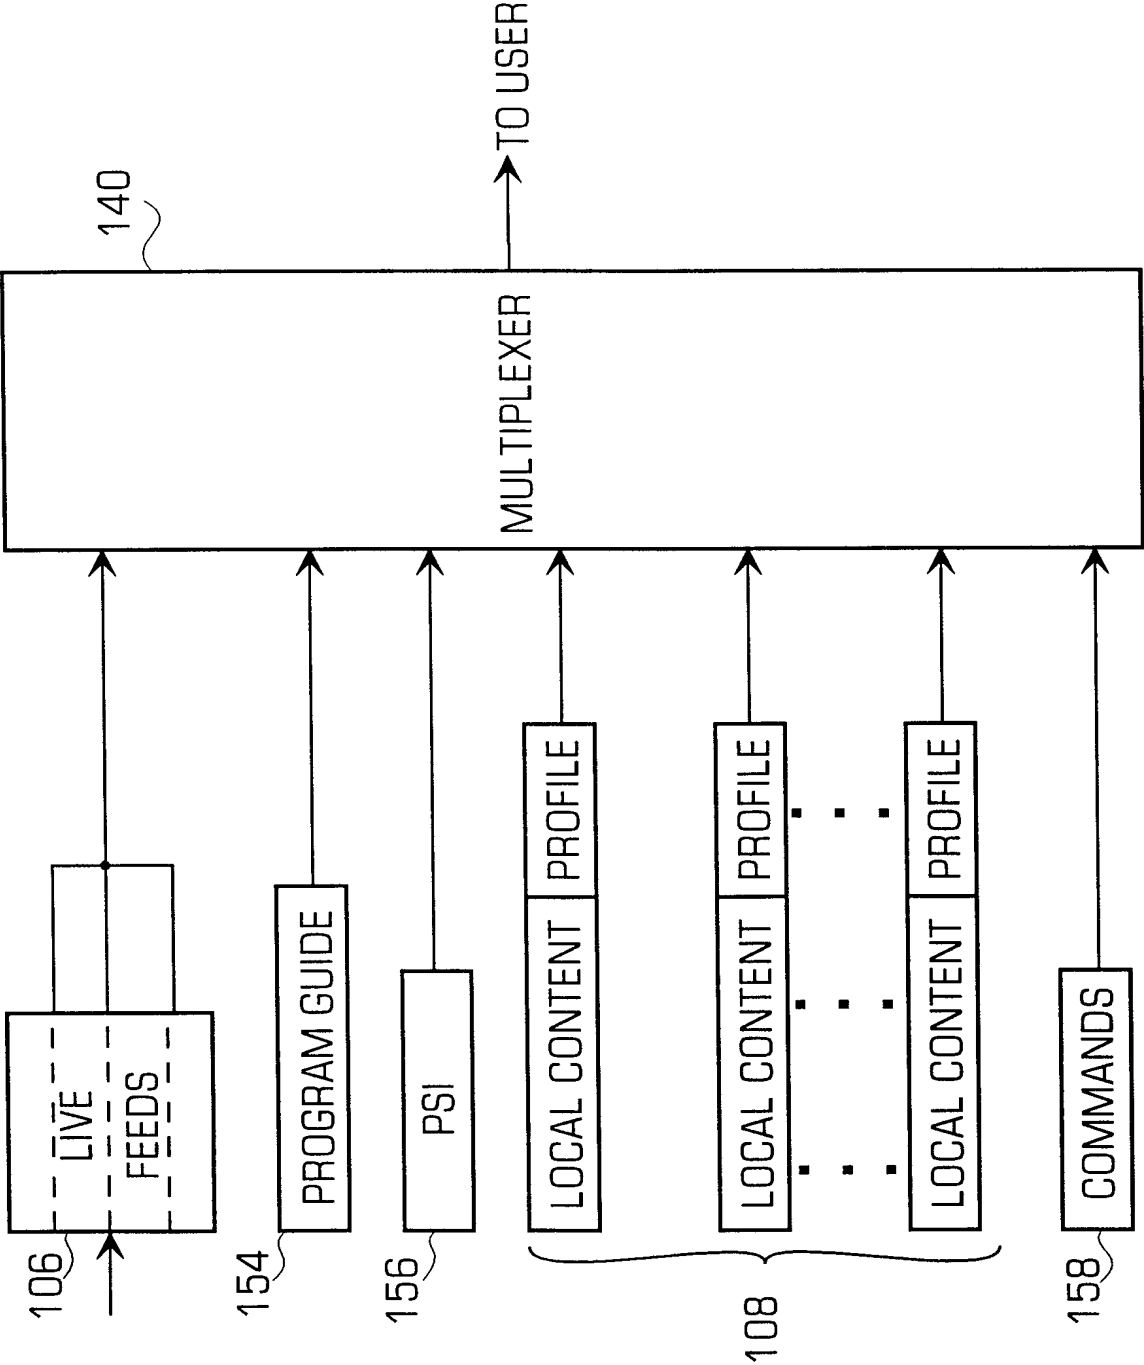 106
LIVE
FEEDS
154
PROGRAM GUIDE
156
PSI
108
LOCAL CONTENT PROFILE
LOCAL CONTENT PROFILE
LOCAL CONTENT PROFILE
158
COMMANDS
MULTIPLEXER
140
TO USER